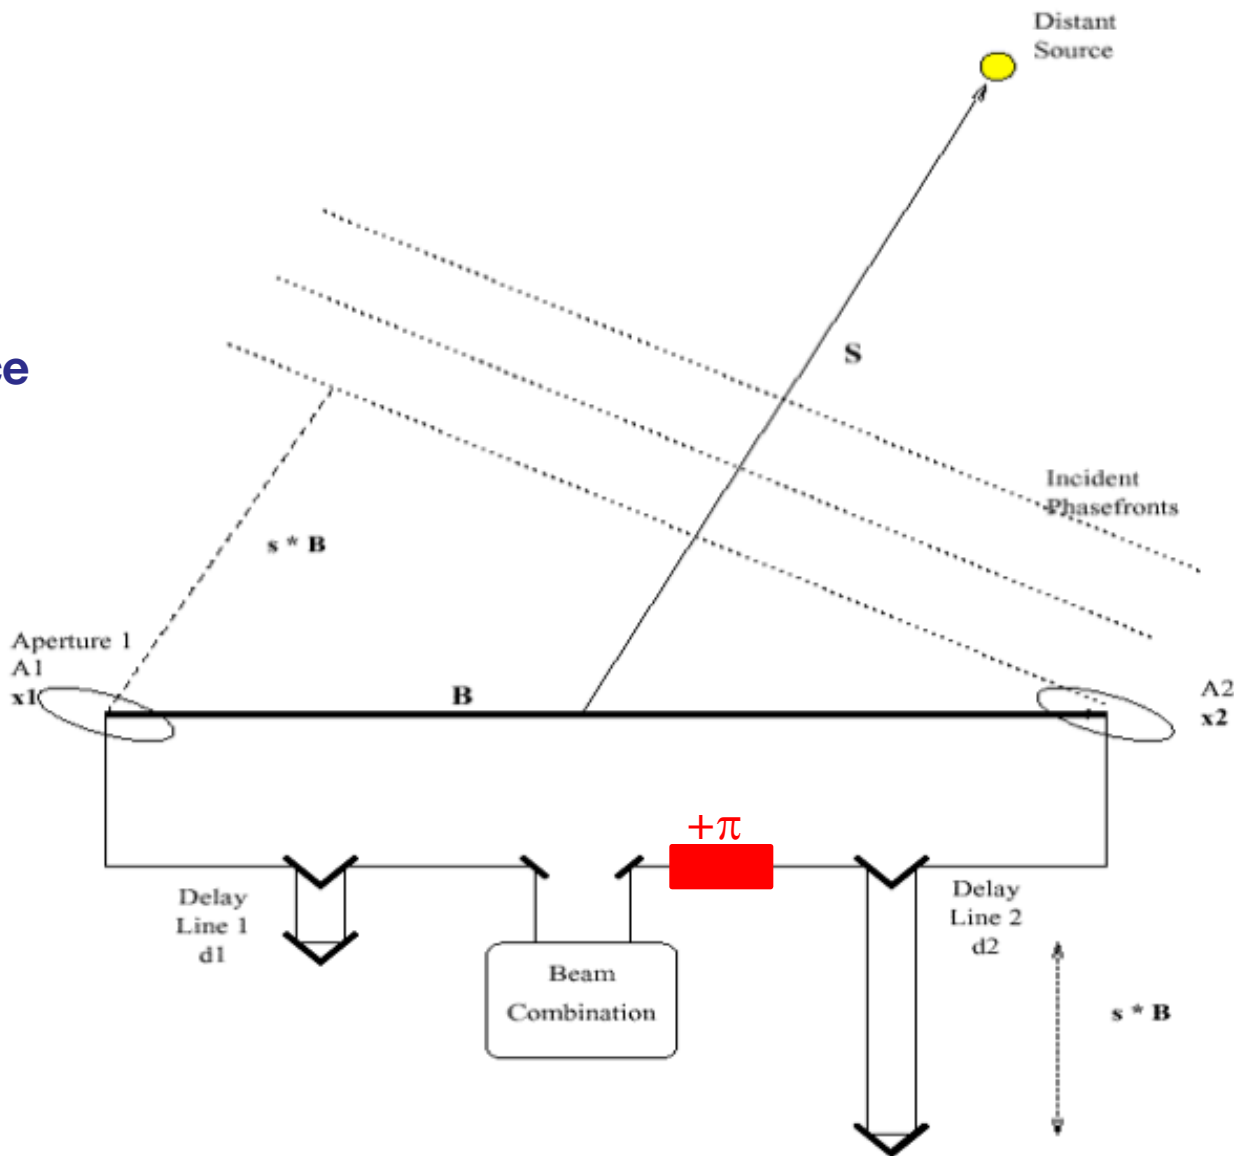 Distant
Source
ce
S
Incident
Phasefronts
s * B
Aperture 1
A1
x1
B
A2
x2
+π
Delay
Line 1
d1
Delay
Line 2
d2
Beam
Combination
s * B